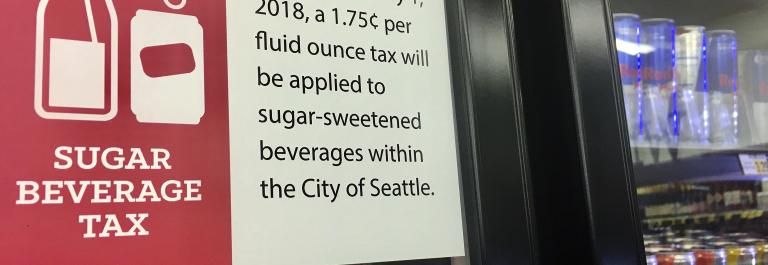 2018, a 1.75¢ per
fluid ounce tax will
be applied to
sugar-sweetened
beverages within
the City of Seattle.
SUGAR
BEVERAGE
TAX